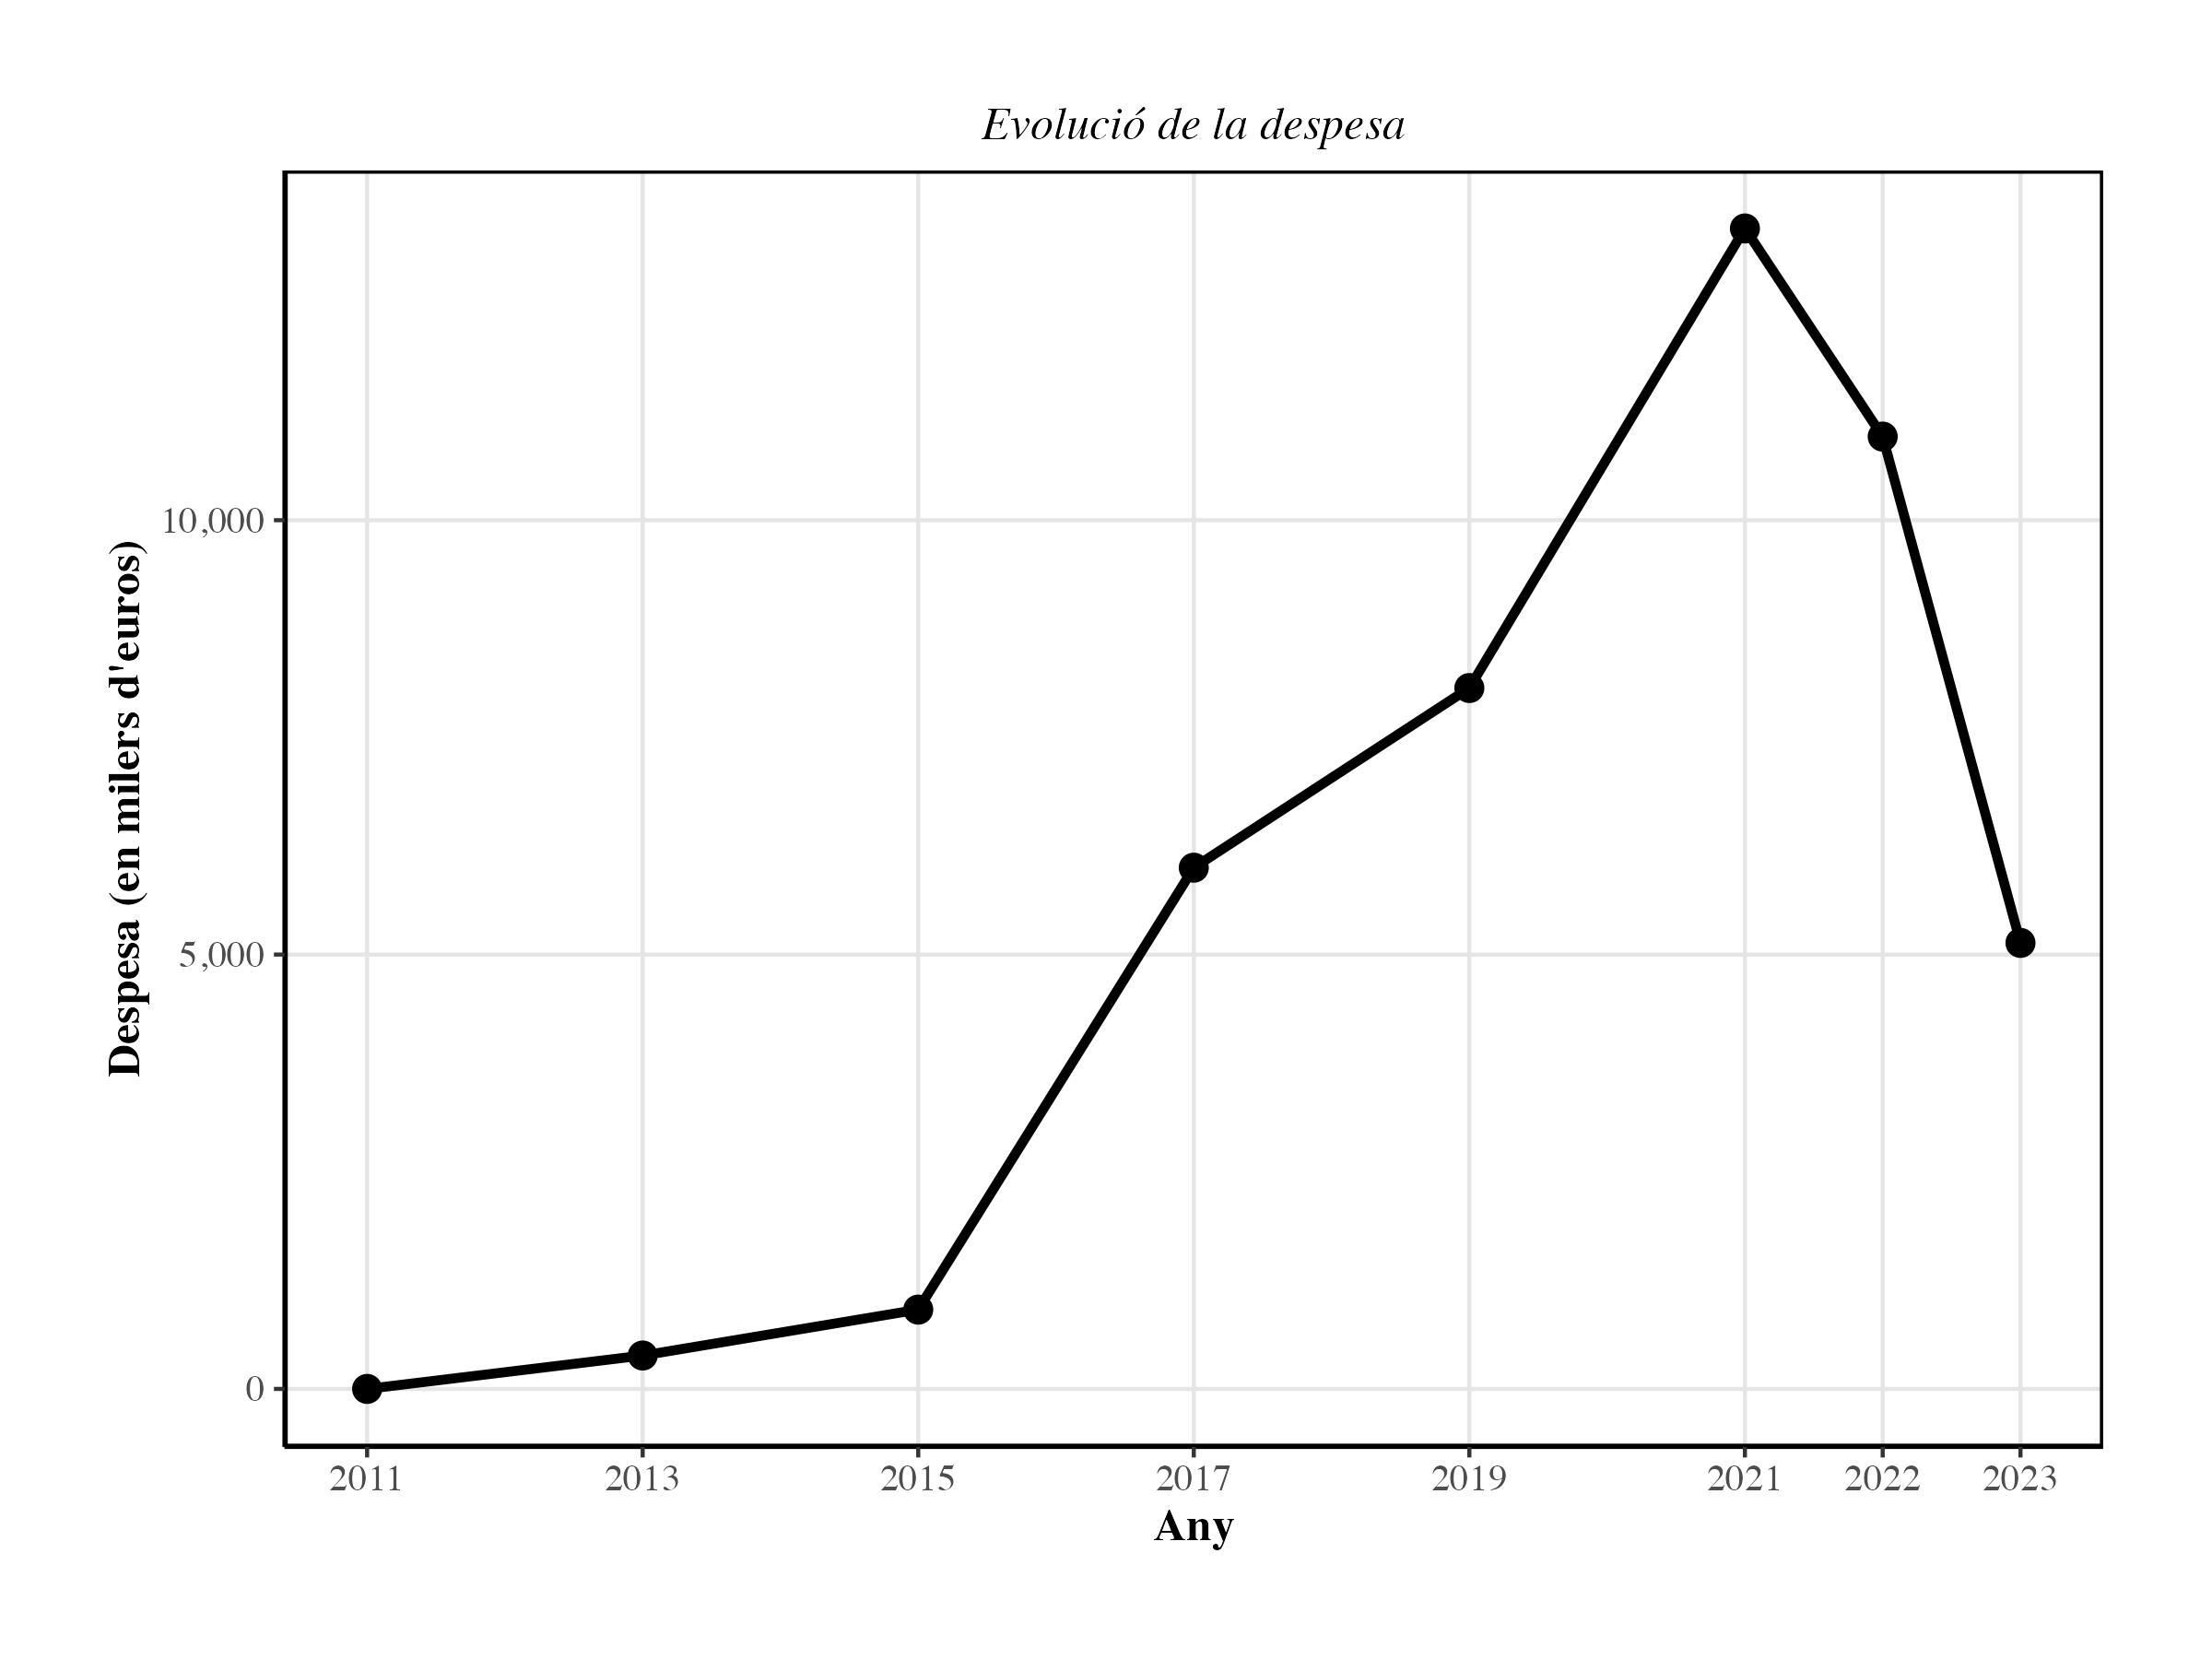 Evolució de la despesa
Despesa (en milers d'euros)
10,000
5,000
0
2011 2013 2015 2017 2019 2021 2022 2023
Any